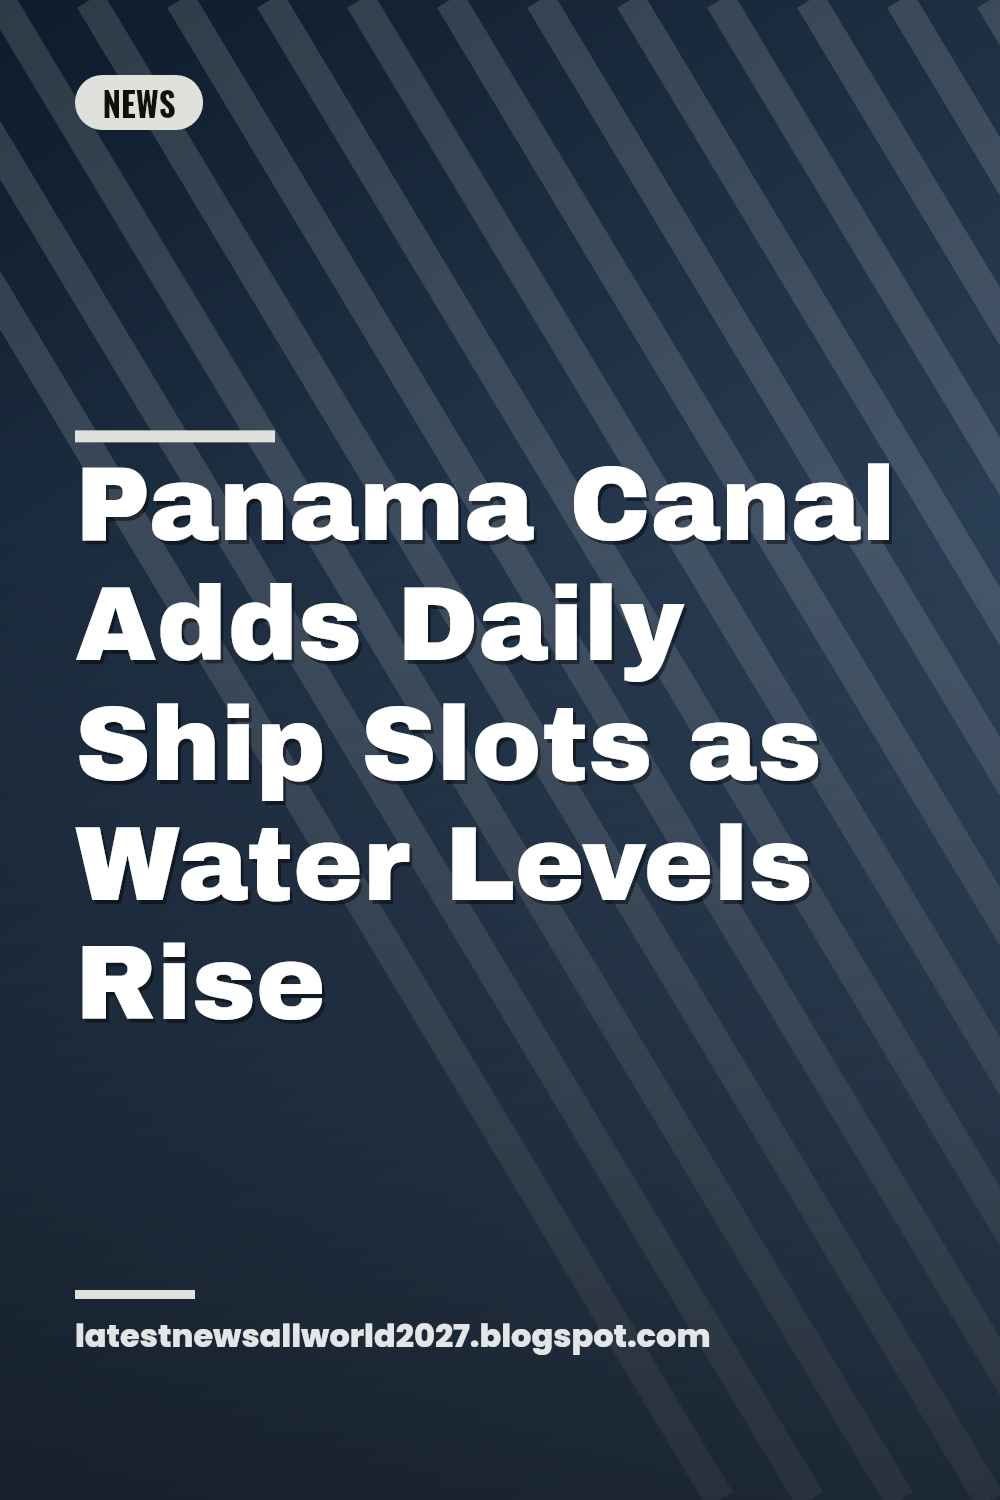 NEWS
Panama Canal
Adds Daily
Ship Slots as
Water Levels
Rise
latestnewsallworld2027.blogspot.com